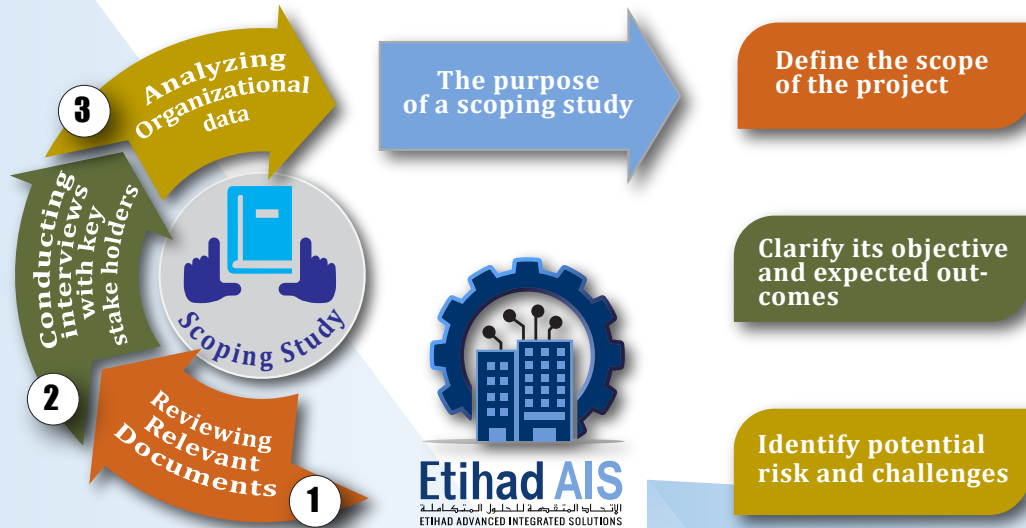 3
Analyzing
Organizational
data
2
Conducting
interviews
with key
stake holders
1
Reviewing
Relevant
Documents
Scoping Study
The purpose
of a scoping study
Define the scope
of the project
Clarify its objective
and expected out-
comes
Identify potential
risk and challenges
Etihad AIS
الإتحاد المتقدمة للحلول المتكاملة
ETIHAD ADVANCED INTEGRATED SOLUTIONS